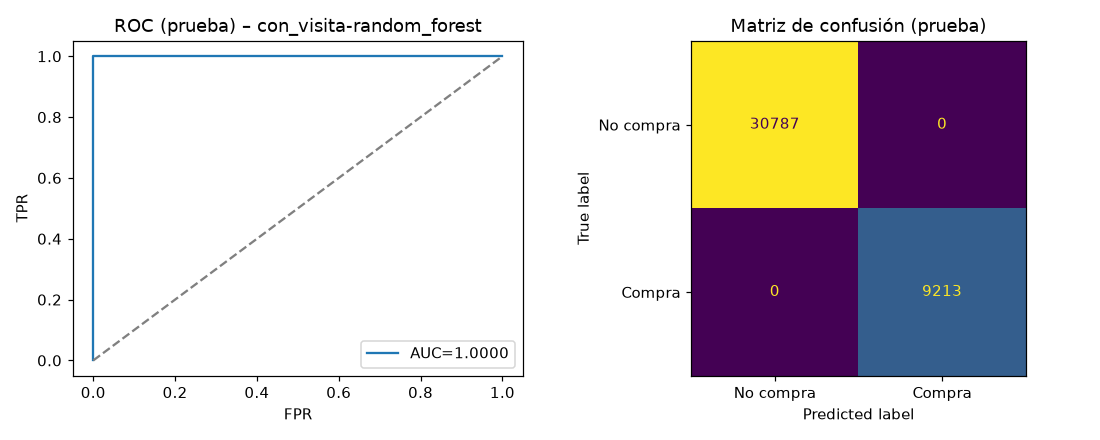 ROC (prueba) – con_visita-random_forest
1.0
0.8
0.6
0.4
0.2
0.0
TPR
0.0 0.2 0.4 0.6 0.8 1.0
FPR
AUC=1.0000
Matriz de confusión (prueba)
No compra
Compra
True label
30787 0
0 9213
No compra Compra
Predicted label